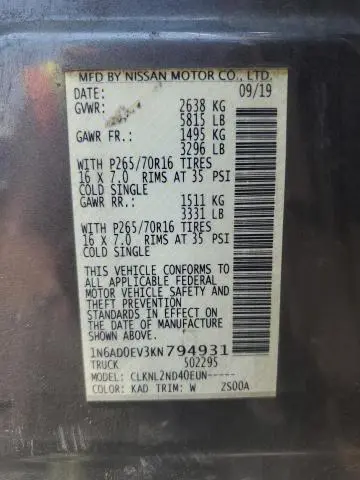 MFD BY NISSAN MOTOR CO., LTD.
DATE: 09/19
GVWR: 2638 KG
5815 LB
GAWR FR.: 1495 KG
3296 LB
WITH P265/70R16 TIRES
16 X 7.0 RIMS AT 35 PSI
COLD SINGLE
GAWR RR.: 1511 KG
3331 LB
WITH P265/70R16 TIRES
16 X 7.0 RIMS AT 35 PSI
COLD SINGLE
THIS VEHICLE CONFORMS TO
ALL APPLICABLE FEDERAL
MOTOR VEHICLE SAFETY AND
THEFT PREVENTION
STANDARDS IN EFFECT ON
THE DATE OF MANUFACTURE
SHOWN ABOVE.
1N6AD0EV3KN794931
TRUCK 502295
MODEL: CLKNL2ND40EUN-----
COLOR: KAD TRIM: W ZS00A